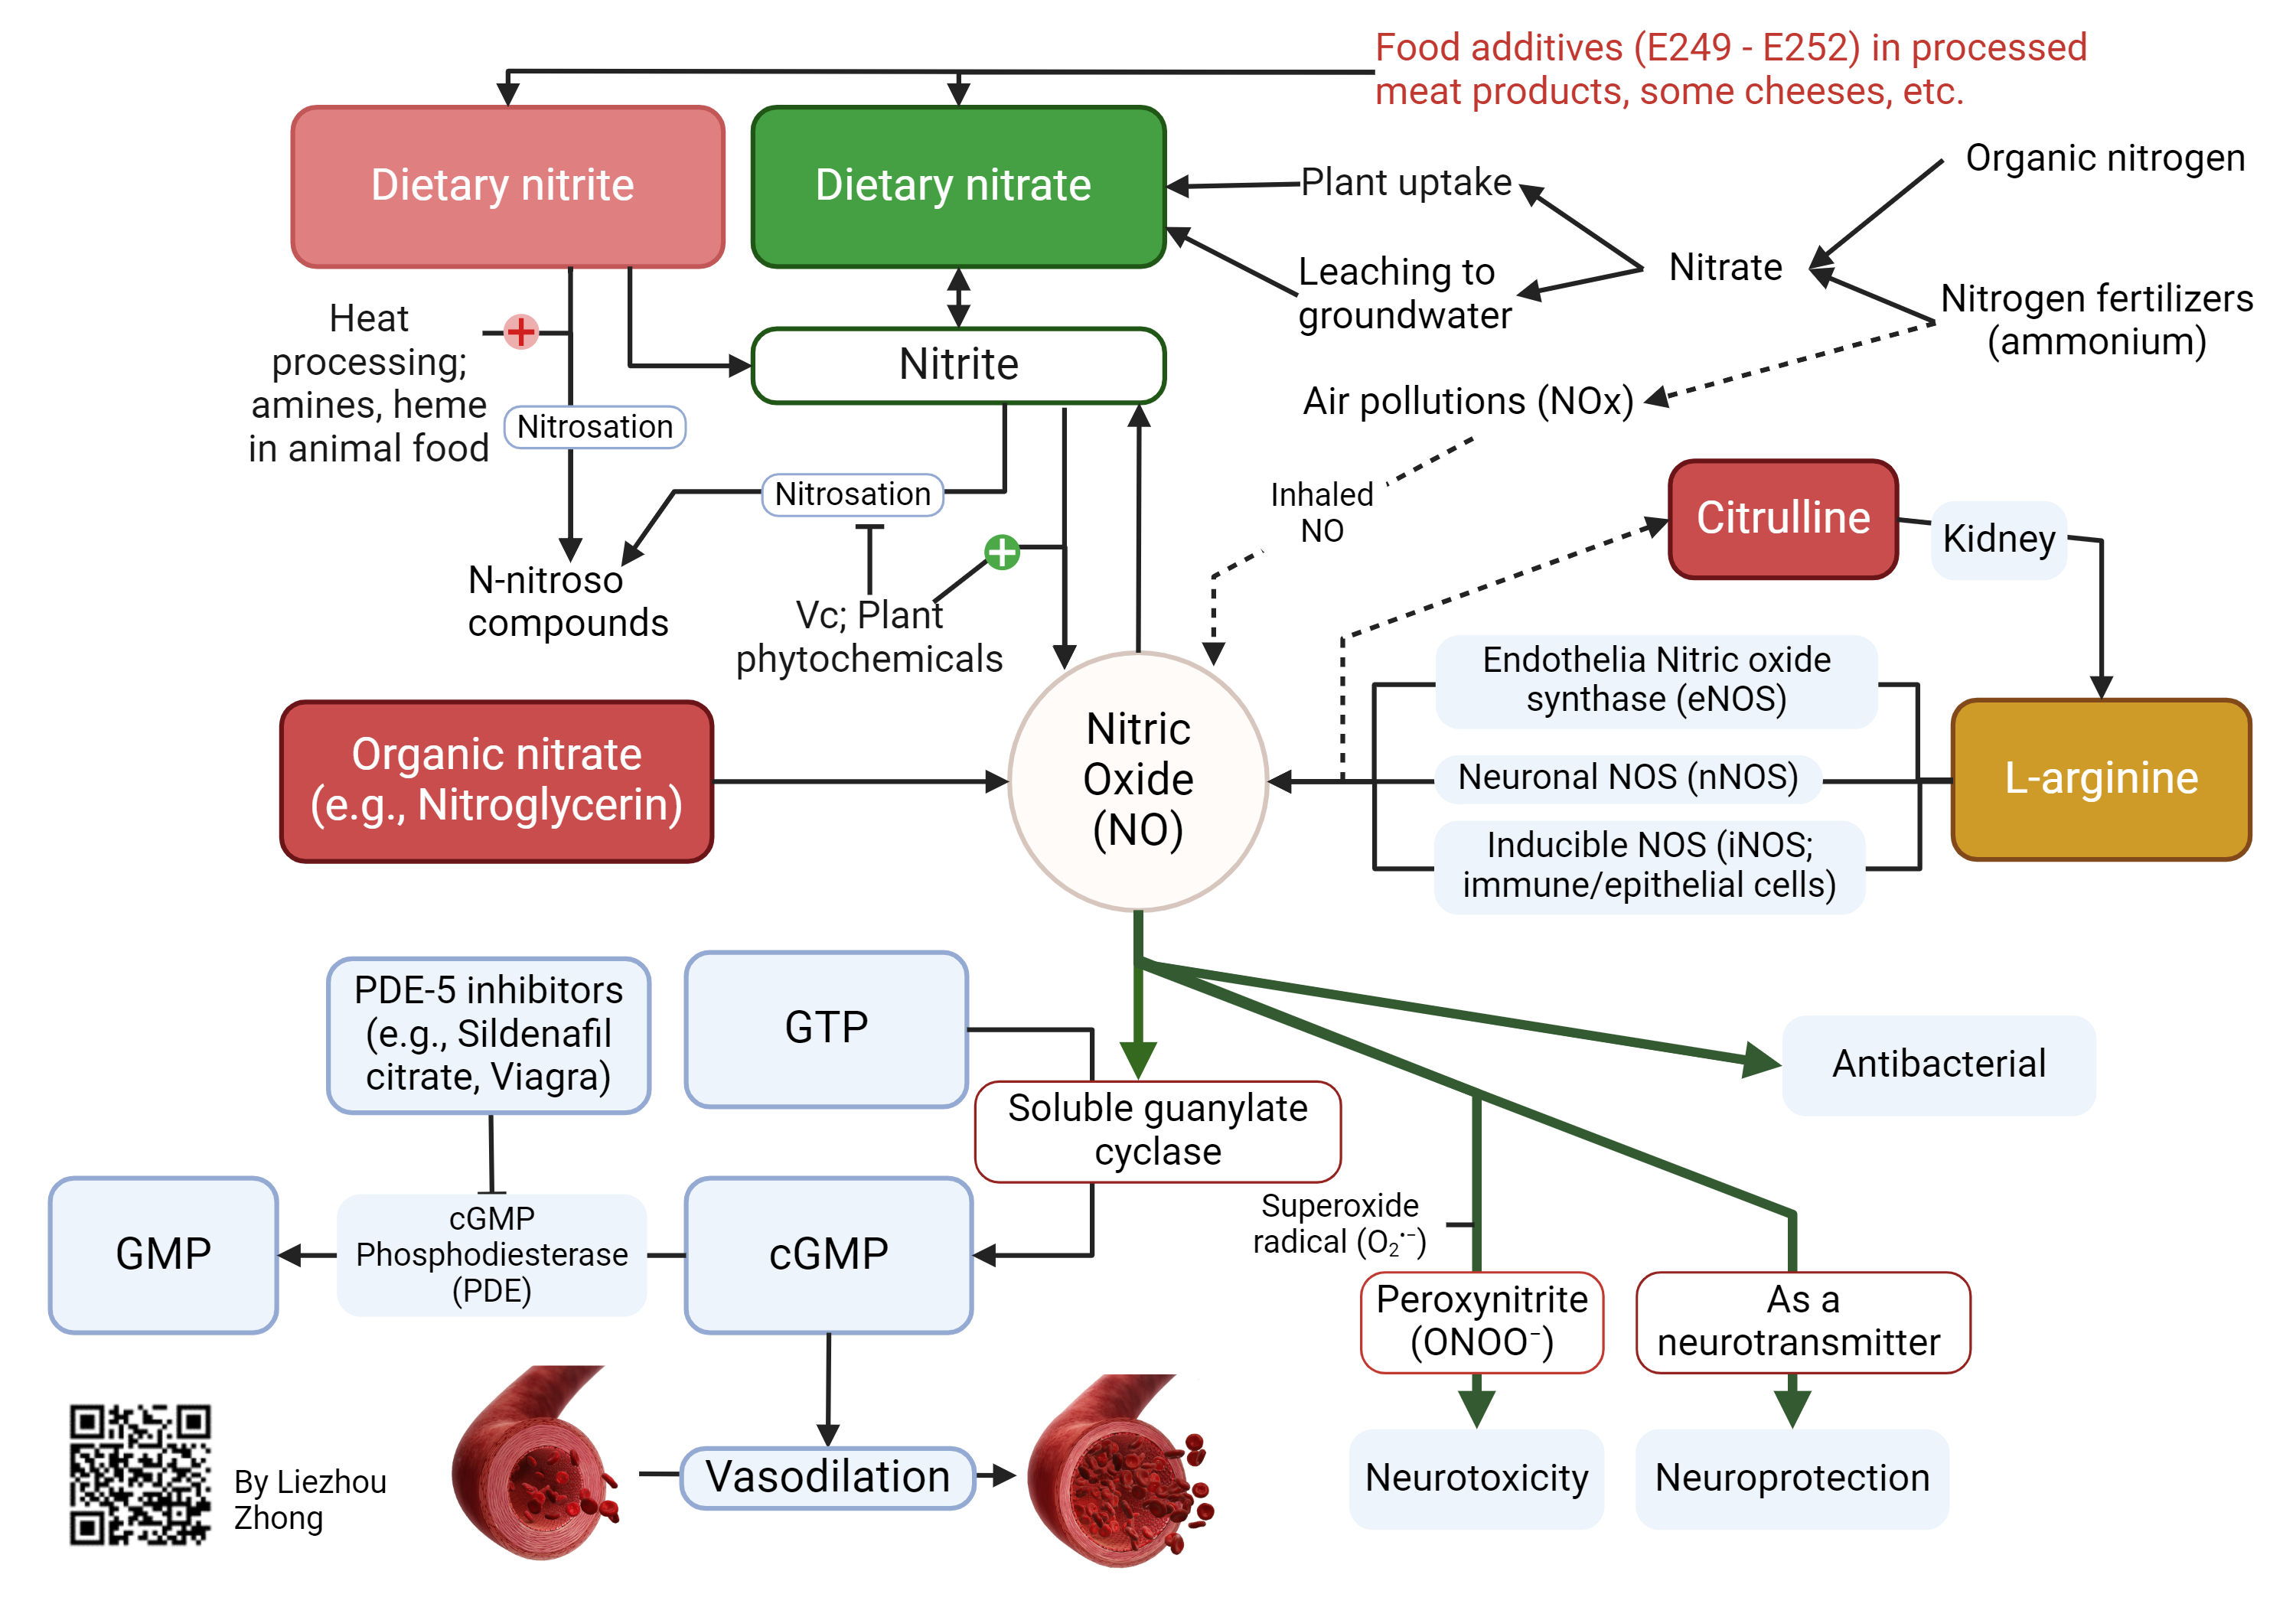 Food additives (E249 - E252) in processed
meat products, some cheeses, etc.
Dietary nitrite
Dietary nitrate
Plant uptake
Organic nitrogen
Leaching to
groundwater
Nitrate
Nitrogen fertilizers
(ammonium)
Heat
processing;
amines, heme
in animal food
Nitrite
Air pollutions (NOx)
Nitrosation
Nitrosation
Inhaled
NO
Citrulline
Kidney
N-nitroso
compounds
Vc; Plant
phytochemicals
Endothelia Nitric oxide
synthase (eNOS)
Organic nitrate
(e.g., Nitroglycerin)
Nitric
Oxide
(NO)
Neuronal NOS (nNOS)
L-arginine
Inducible NOS (iNOS;
immune/epithelial cells)
PDE-5 inhibitors
(e.g., Sildenafil
citrate, Viagra)
GTP
Antibacterial
Soluble guanylate
cyclase
GMP
cGMP
Phosphodiesterase
(PDE)
cGMP
Superoxide
radical (O₂•⁻)
Peroxynitrite
(ONOO⁻)
As a
neurotransmitter
By Liezhou
Zhong
Vasodilation
Neurotoxicity
Neuroprotection